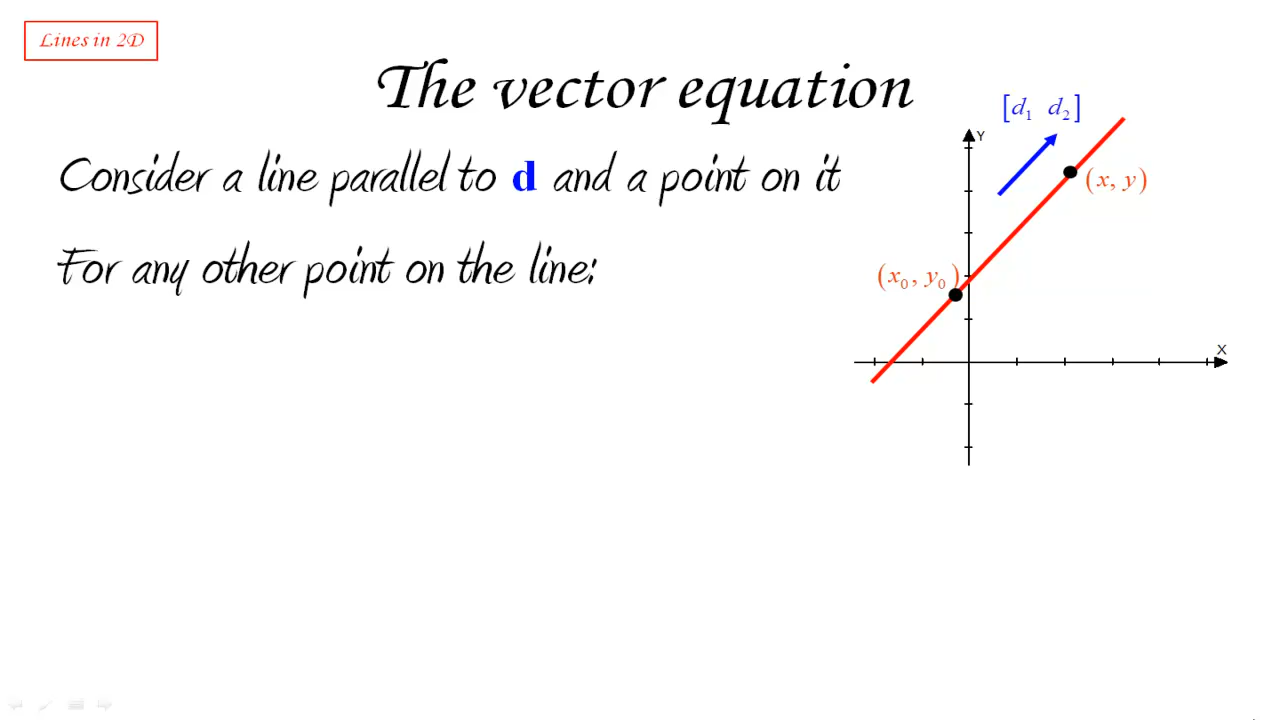 Lines in 2D
The vector equation
Consider a line parallel to d and a point on it
For any other point on the line:
[d₁ d₂]
Y
(x, y)
(x₀, y₀)
X